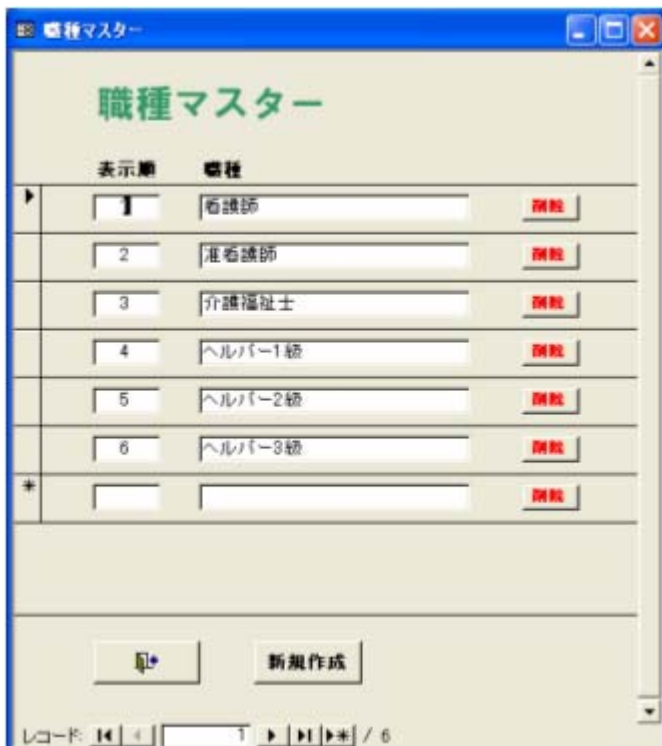 職種マスター
職種マスター
表示順 職種
1 看護師 削除
2 准看護師 削除
3 介護福祉士 削除
4 ヘルパー1級 削除
5 ヘルパー2級 削除
6 ヘルパー3級 削除
* 削除
新規作成
レコード: 1 / 6